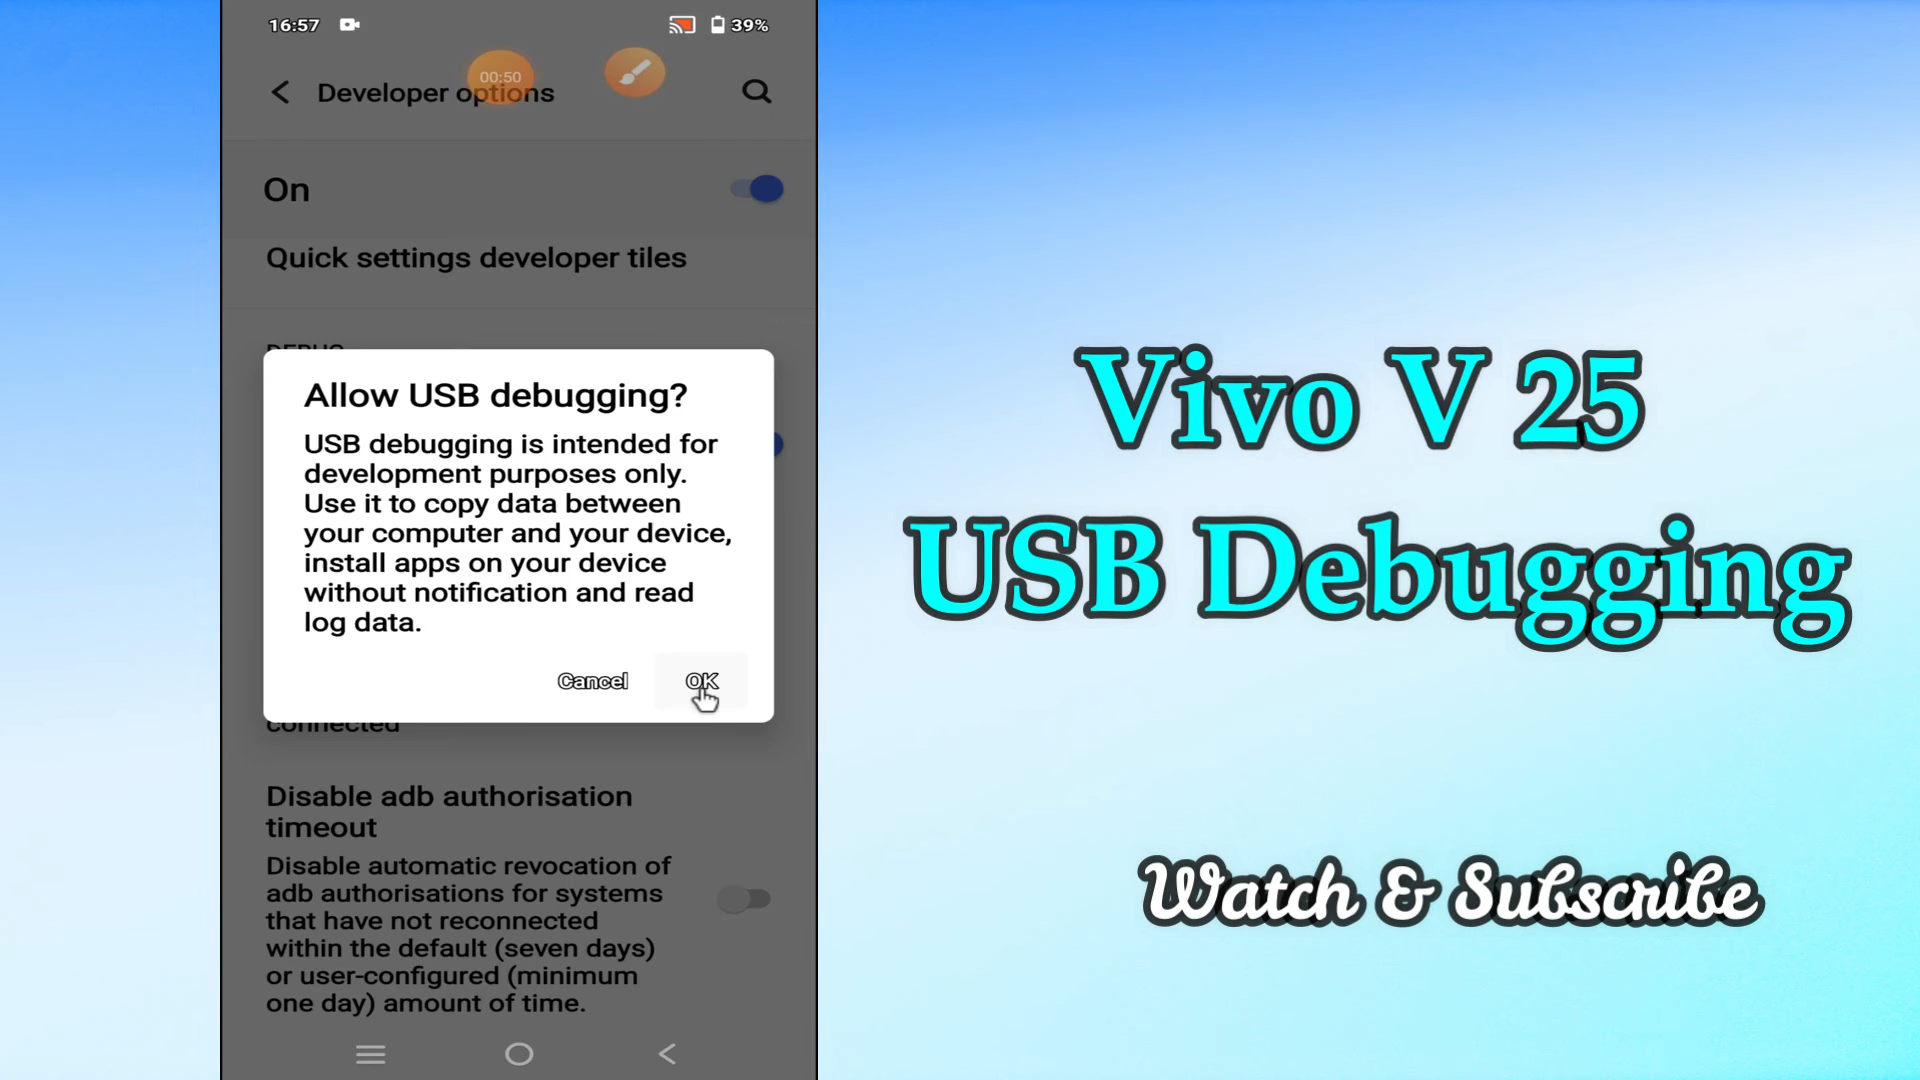 16:57
39%
00:50
Developer options
On
Quick settings developer tiles
DEBUG
Allow USB debugging?
USB debugging is intended for
development purposes only.
Use it to copy data between
your computer and your device,
install apps on your device
without notification and read
log data.
Cancel
OK
connected
Disable adb authorisation
timeout
Disable automatic revocation of
adb authorisations for systems
that have not reconnected
within the default (seven days)
or user-configured (minimum
one day) amount of time.
Vivo V 25
USB Debugging
Watch & Subscribe